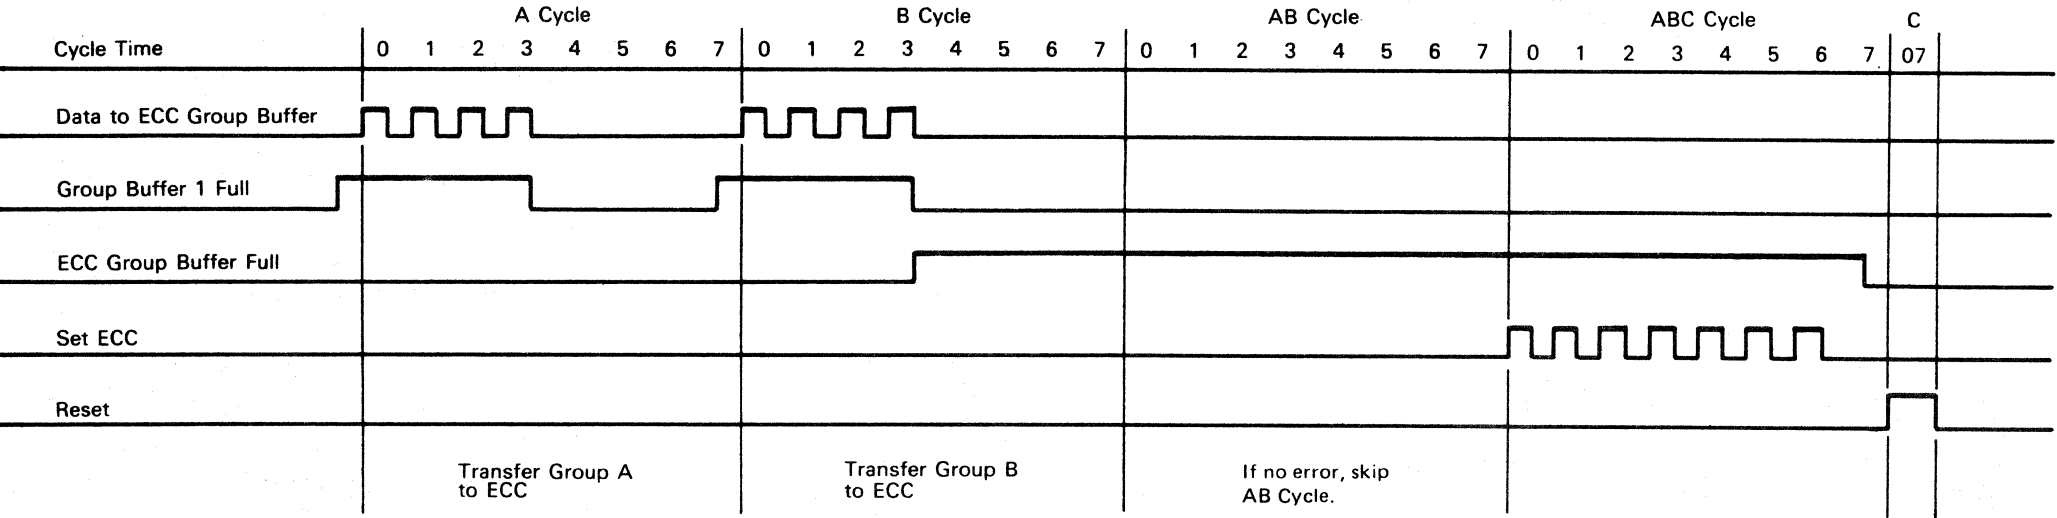 A Cycle B Cycle AB Cycle ABC Cycle C
Cycle Time 0 1 2 3 4 5 6 7 0 1 2 3 4 5 6 7 0 1 2 3 4 5 6 7 0 1 2 3 4 5 6 7 07
Data to ECC Group Buffer
Group Buffer 1 Full
ECC Group Buffer Full
Set ECC
Reset
Transfer Group A
to ECC
Transfer Group B
to ECC
If no error, skip
AB Cycle.